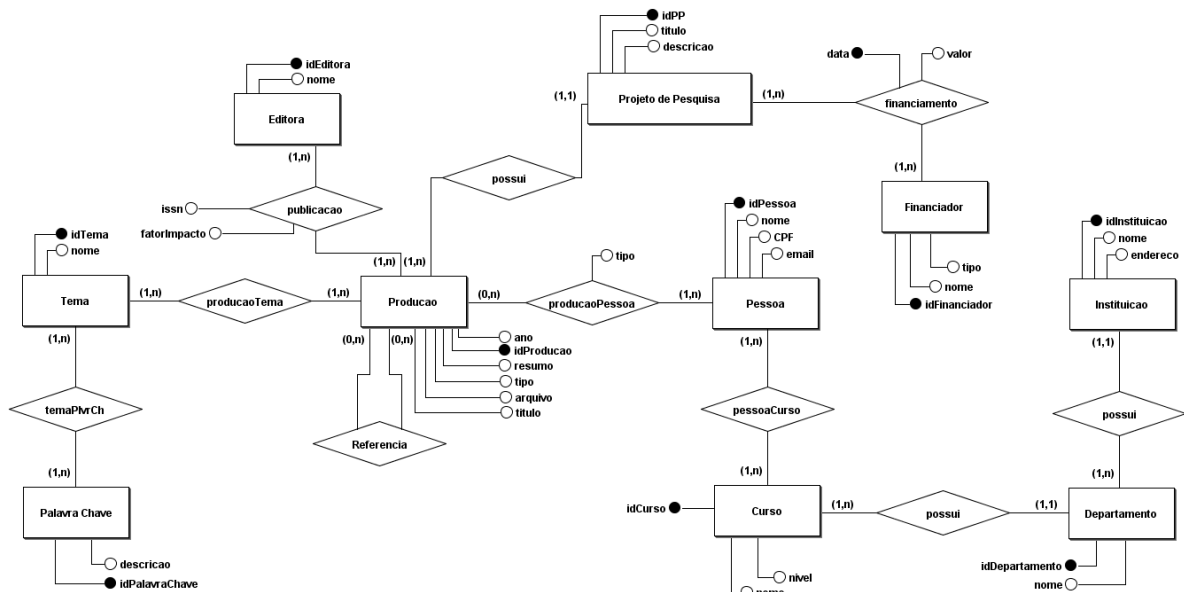 idPP
titulo
descricao
data
valor
idEditora
nome
(1,1)
Projeto de Pesquisa
(1,n)
financiamento
Editora
(1,n)
possui
(1,n)
issn
publicacao
fatorImpacto
idPessoa
nome
CPF
email
Financiador
tipo
nome
idFinanciador
idInstituicao
nome
endereco
idTema
nome
(1,n)
(1,n)
tipo
Tema
(1,n)
producaoTema
(1,n)
Producao
(0,n)
producaoPessoa
(1,n)
Pessoa
Instituicao
(1,n)
(0,n)
(0,n)
ano
idProducao
resumo
tipo
arquivo
titulo
(1,n)
(1,1)
temaPlvrCh
Referencia
pessoaCurso
possui
(1,n)
(1,n)
(1,n)
Palavra Chave
idCurso
Curso
(1,n)
possui
(1,1)
Departamento
descricao
idPalavraChave
nivel
nome
idDepartamento
nome